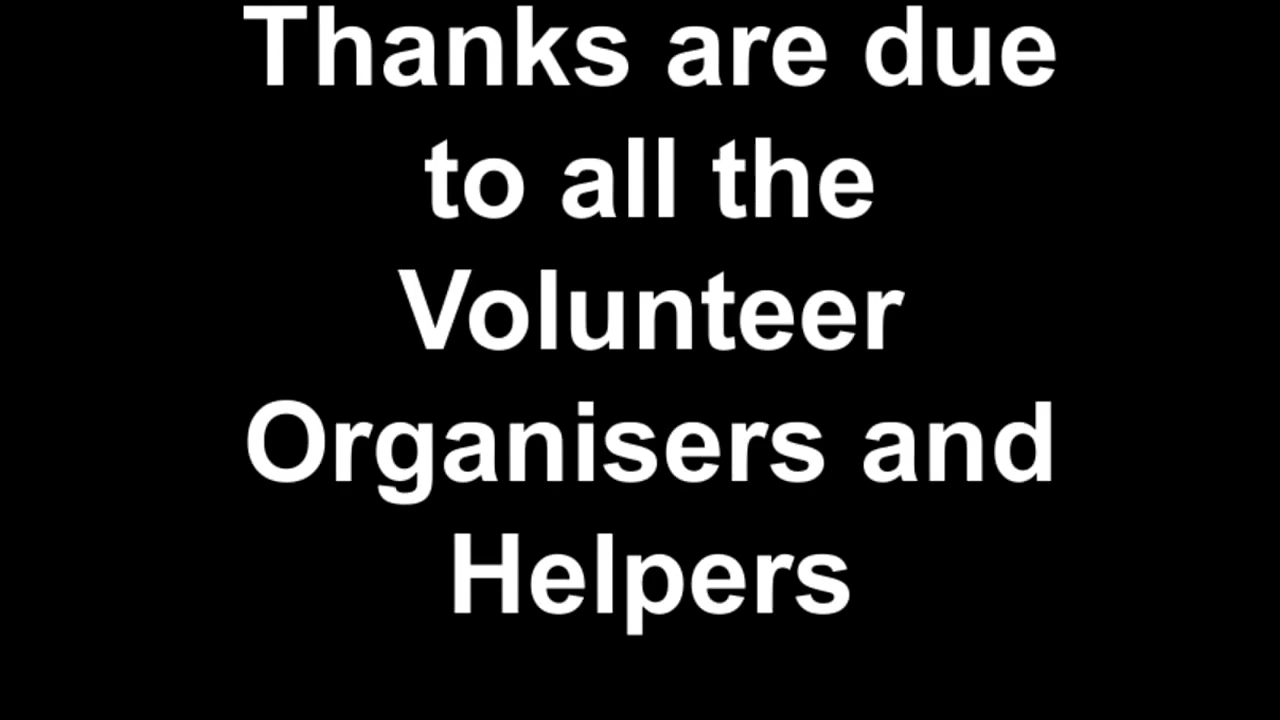 Thanks are due
to all the
Volunteer
Organisers and
Helpers